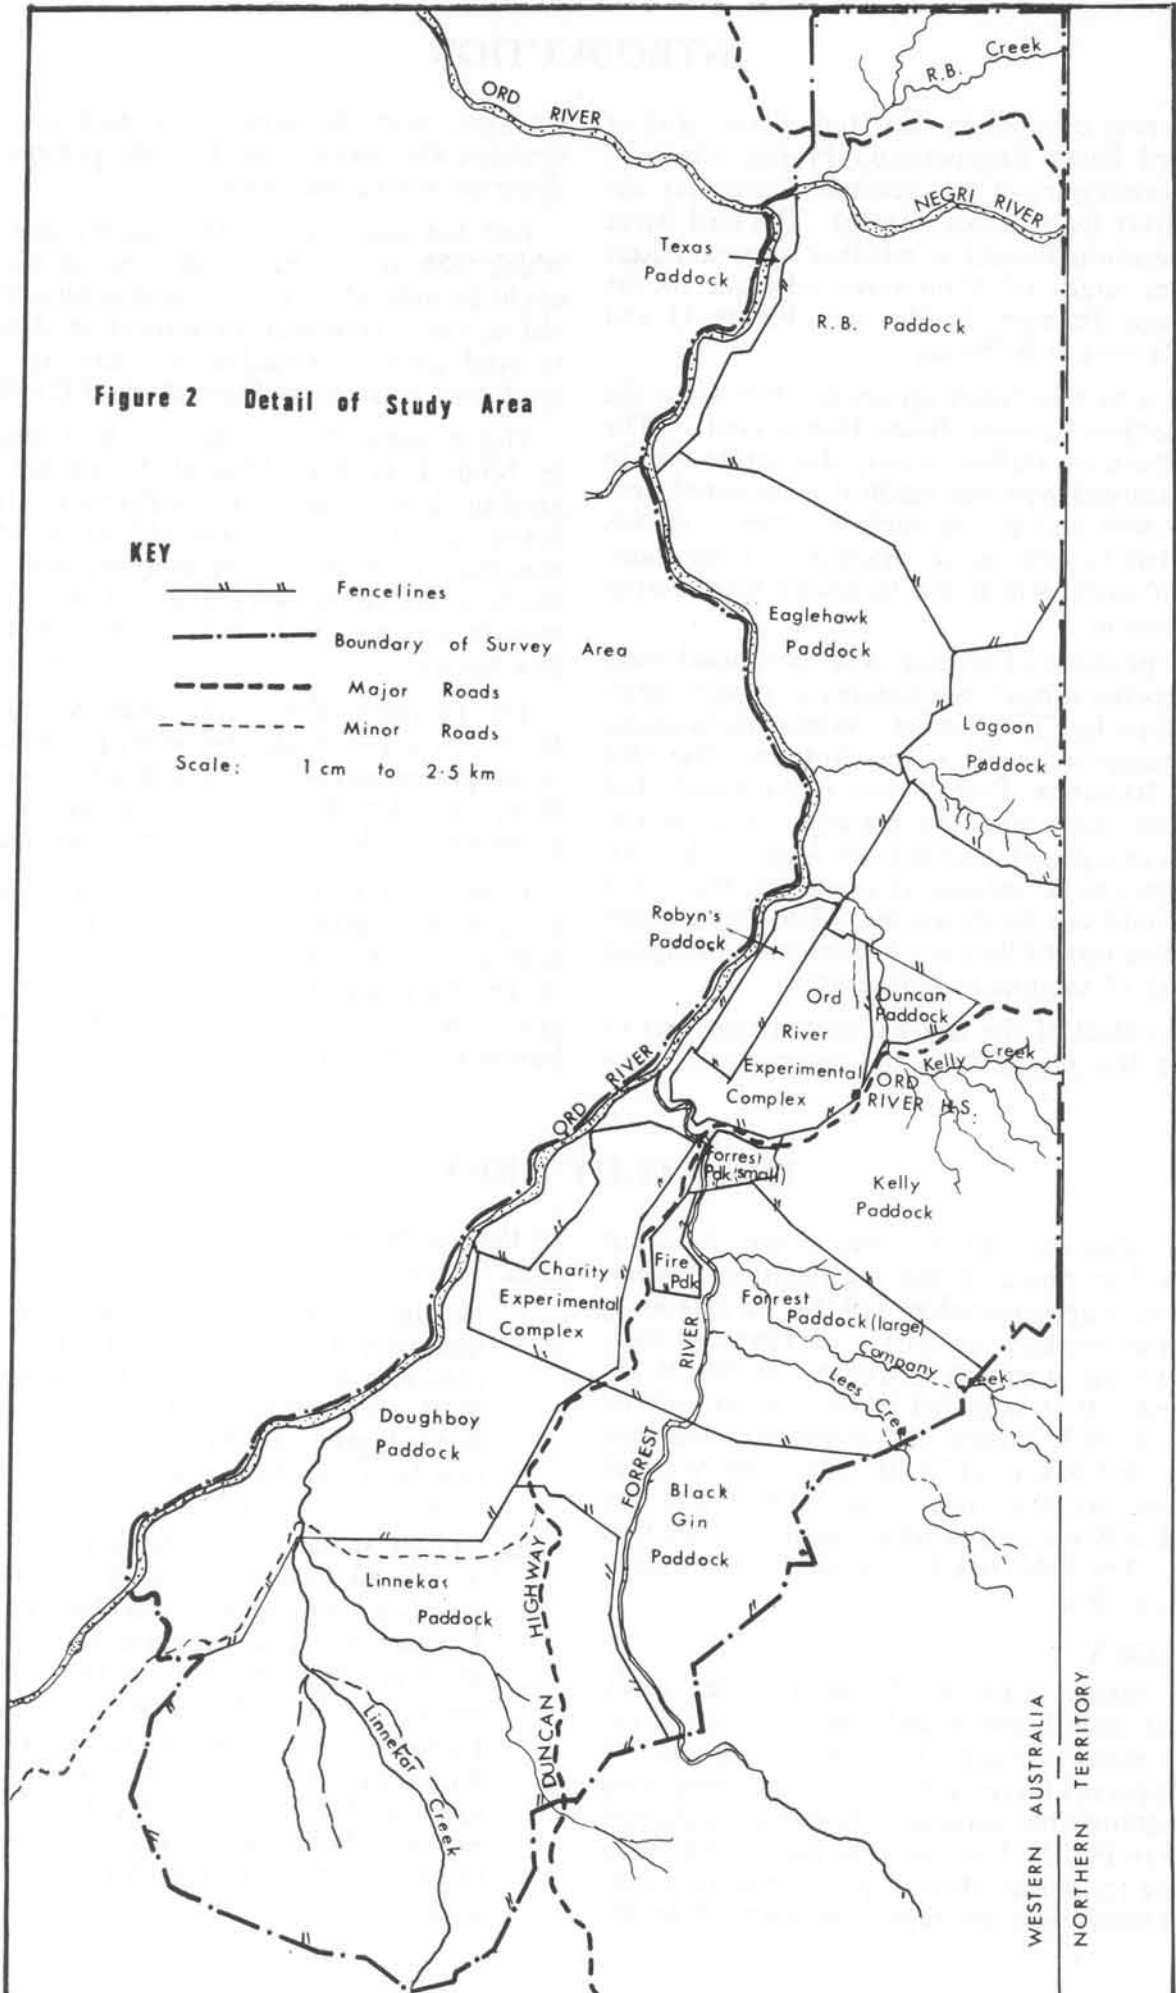 R.B. Creek
ORD RIVER
NEGRI RIVER
Texas
Paddock
R.B. Paddock
Figure 2 Detail of Study Area
KEY
Fencelines
Boundary of Survey Area
Major Roads
Minor Roads
Scale: 1 cm to 2·5 km
Eaglehawk
Paddock
Lagoon
Paddock
Robyn's
Paddock
Ord
River
Experimental
Complex
Duncan
Paddock
Kelly Creek
ORD
RIVER H.S.
ORD RIVER
Forrest
Pdk (small)
Kelly
Paddock
Charity
Experimental
Complex
Fire
Pdk
Forrest
Paddock (large)
Company Creek
Lees Creek
FORREST RIVER
Doughboy
Paddock
Black
Gin
Paddock
Linnekas
Paddock
DUNCAN HIGHWAY
Linnekar
Creek
WESTERN AUSTRALIA
NORTHERN TERRITORY